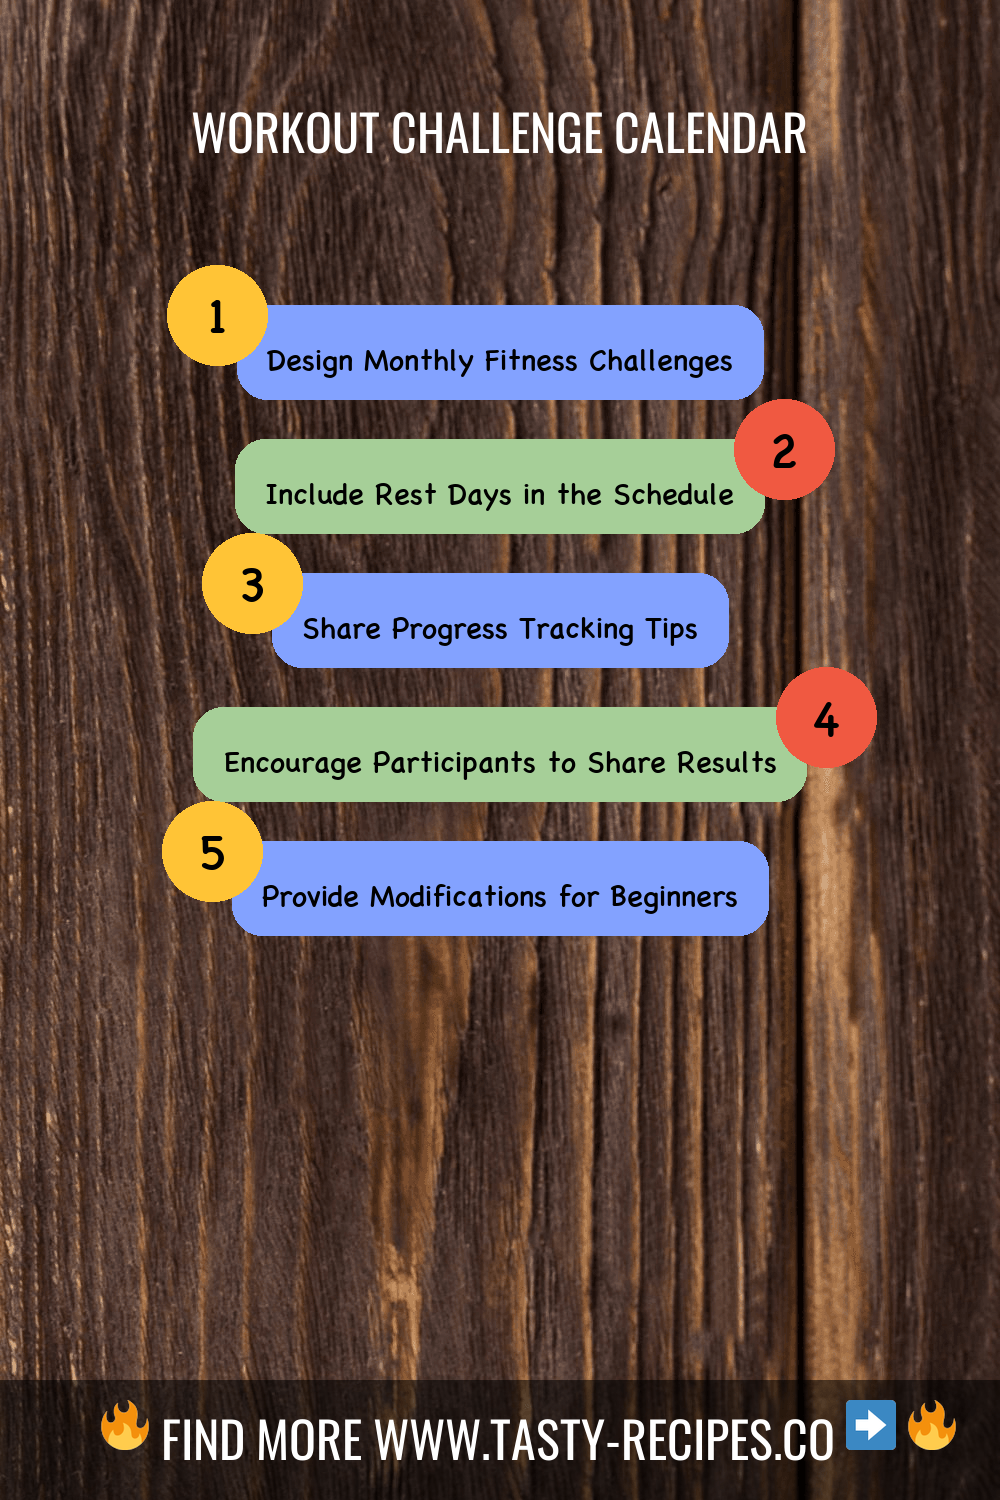 WORKOUT CHALLENGE CALENDAR
1
Design Monthly Fitness Challenges
2
Include Rest Days in the Schedule
3
Share Progress Tracking Tips
4
Encourage Participants to Share Results
5
Provide Modifications for Beginners
FIND MORE WWW.TASTY-RECIPES.CO